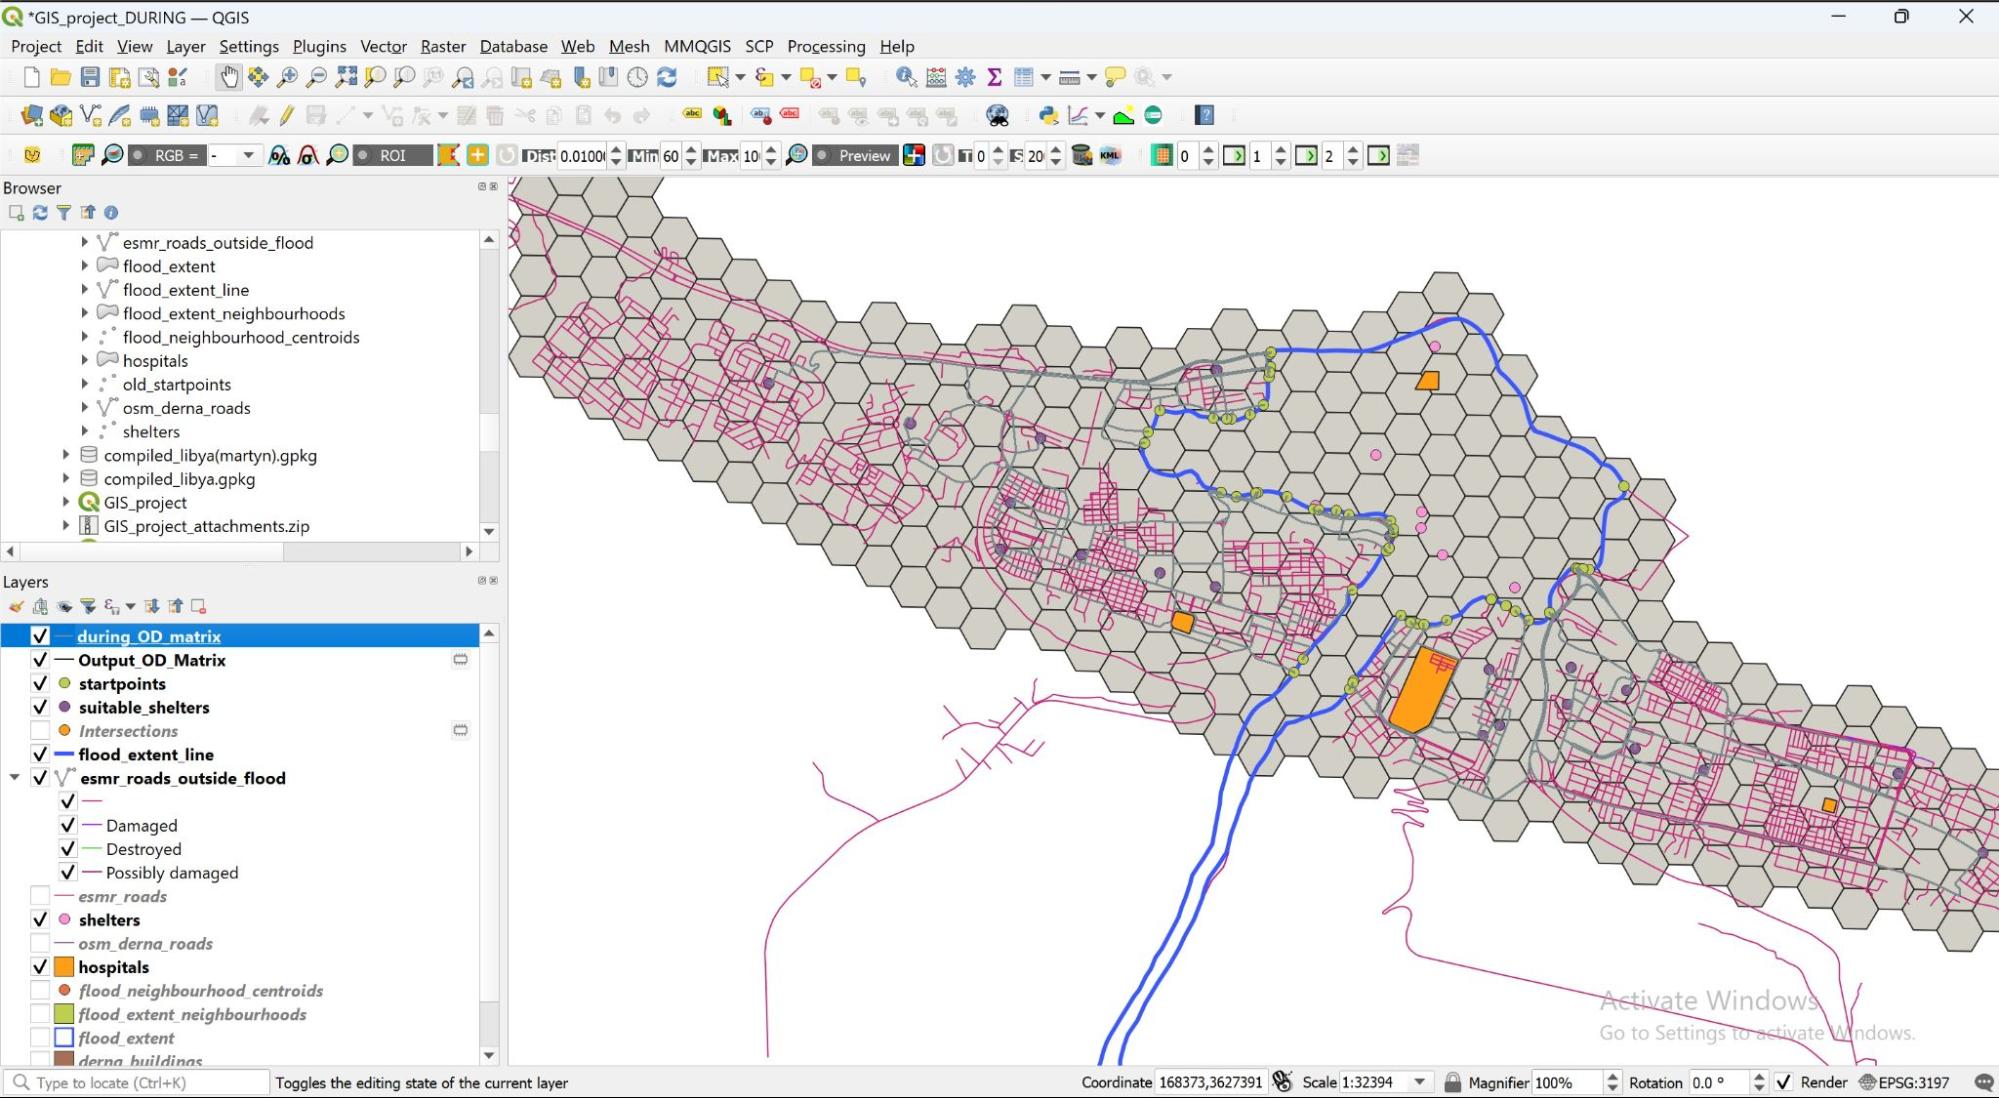 *GIS_project_DURING — QGIS
Project Edit View Layer Settings Plugins Vector Raster Database Web Mesh MMQGIS SCP Processing Help
RGB = - ROI Dist 0.0100 Min 60 Max 10 Preview T 0 S 20 KML 0 1 2
Browser
esmr_roads_outside_flood
flood_extent
flood_extent_line
flood_extent_neighbourhoods
flood_neighbourhood_centroids
hospitals
old_startpoints
osm_derna_roads
shelters
compiled_libya(martyn).gpkg
compiled_libya.gpkg
GIS_project
GIS_project_attachments.zip
Layers
during_OD_matrix
Output_OD_Matrix
startpoints
suitable_shelters
Intersections
flood_extent_line
esmr_roads_outside_flood
Damaged
Destroyed
Possibly damaged
esmr_roads
shelters
osm_derna_roads
hospitals
flood_neighbourhood_centroids
flood_extent_neighbourhoods
flood_extent
derna_buildings
Activate Windows
Go to Settings to activate Windows.
Type to locate (Ctrl+K) Toggles the editing state of the current layer Coordinate 168373,3627391 Scale 1:32394 Magnifier 100% Rotation 0.0 ° Render EPSG:3197